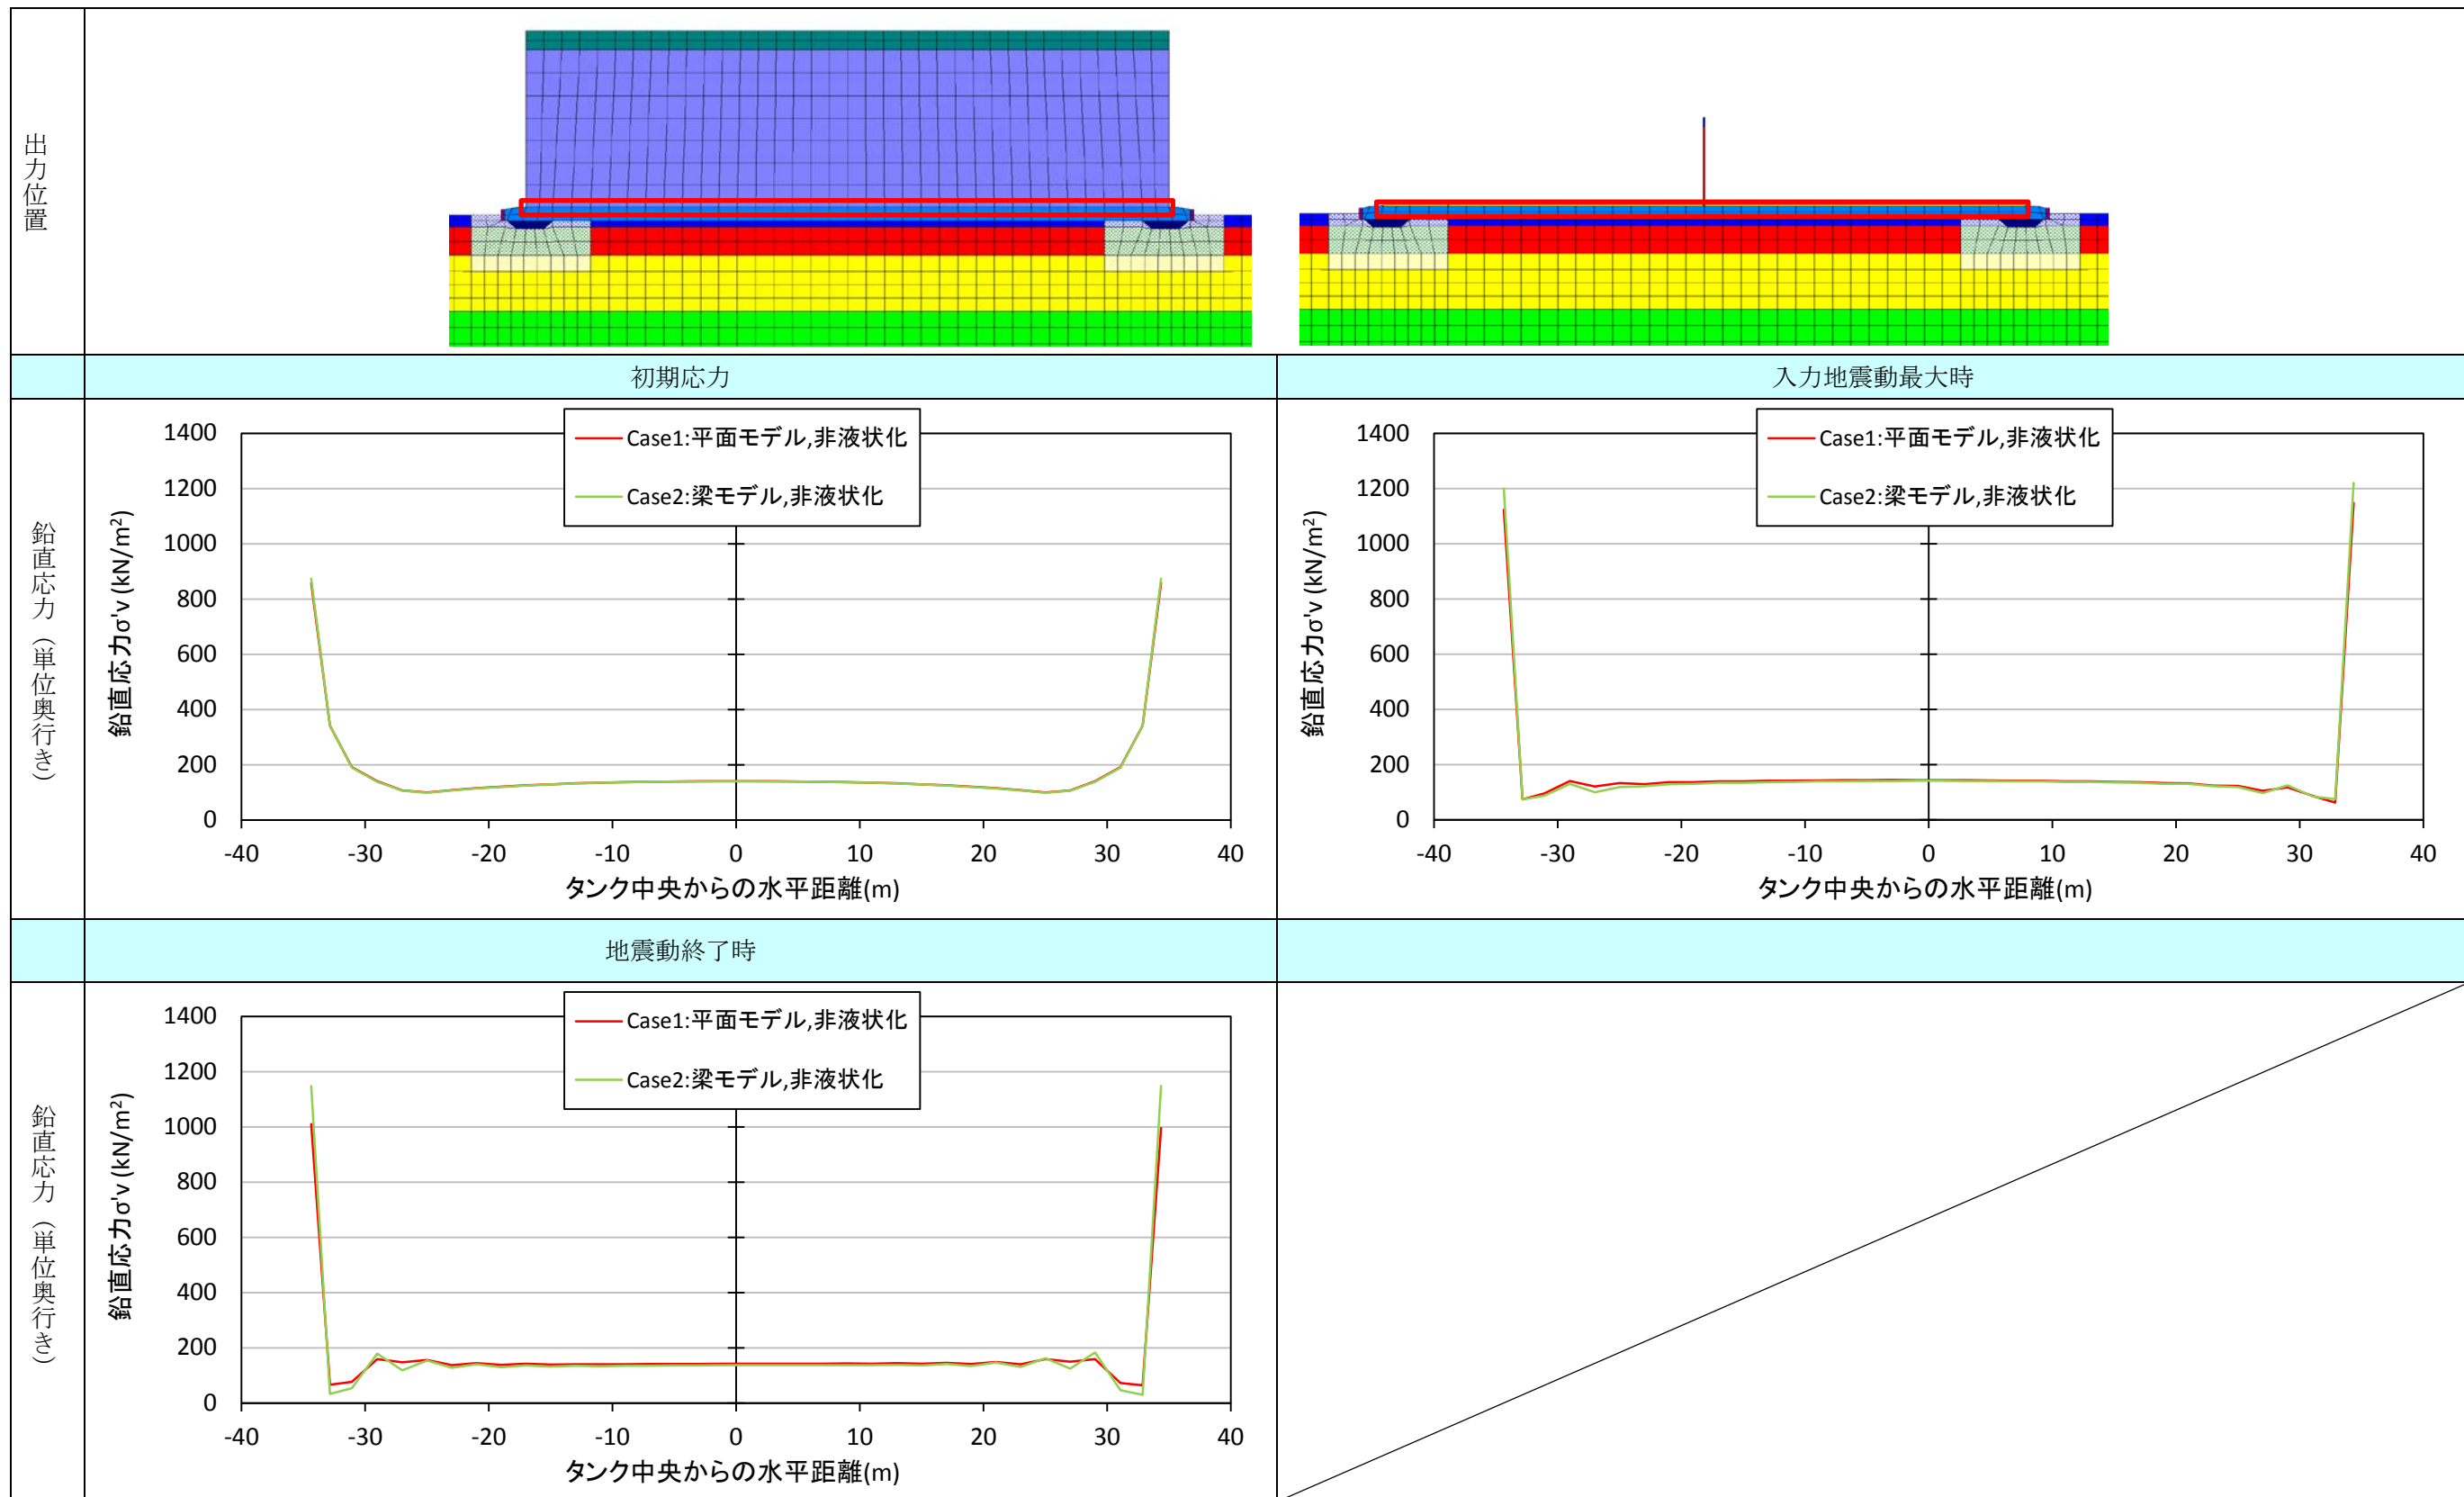 出力位置
初期応力
入力地震動最大時
鉛直応力（単位奥行き）
鉛直応力σ'v (kN/m²)
1400
1200
1000
800
600
400
200
0
Case1:平面モデル,非液状化
Case2:梁モデル,非液状化
-40 -30 -20 -10 0 10 20 30 40
タンク中央からの水平距離(m)
鉛直応力σ'v (kN/m²)
1400
1200
1000
800
600
400
200
0
Case1:平面モデル,非液状化
Case2:梁モデル,非液状化
-40 -30 -20 -10 0 10 20 30 40
タンク中央からの水平距離(m)
地震動終了時
鉛直応力（単位奥行き）
鉛直応力σ'v (kN/m²)
1400
1200
1000
800
600
400
200
0
Case1:平面モデル,非液状化
Case2:梁モデル,非液状化
-40 -30 -20 -10 0 10 20 30 40
タンク中央からの水平距離(m)